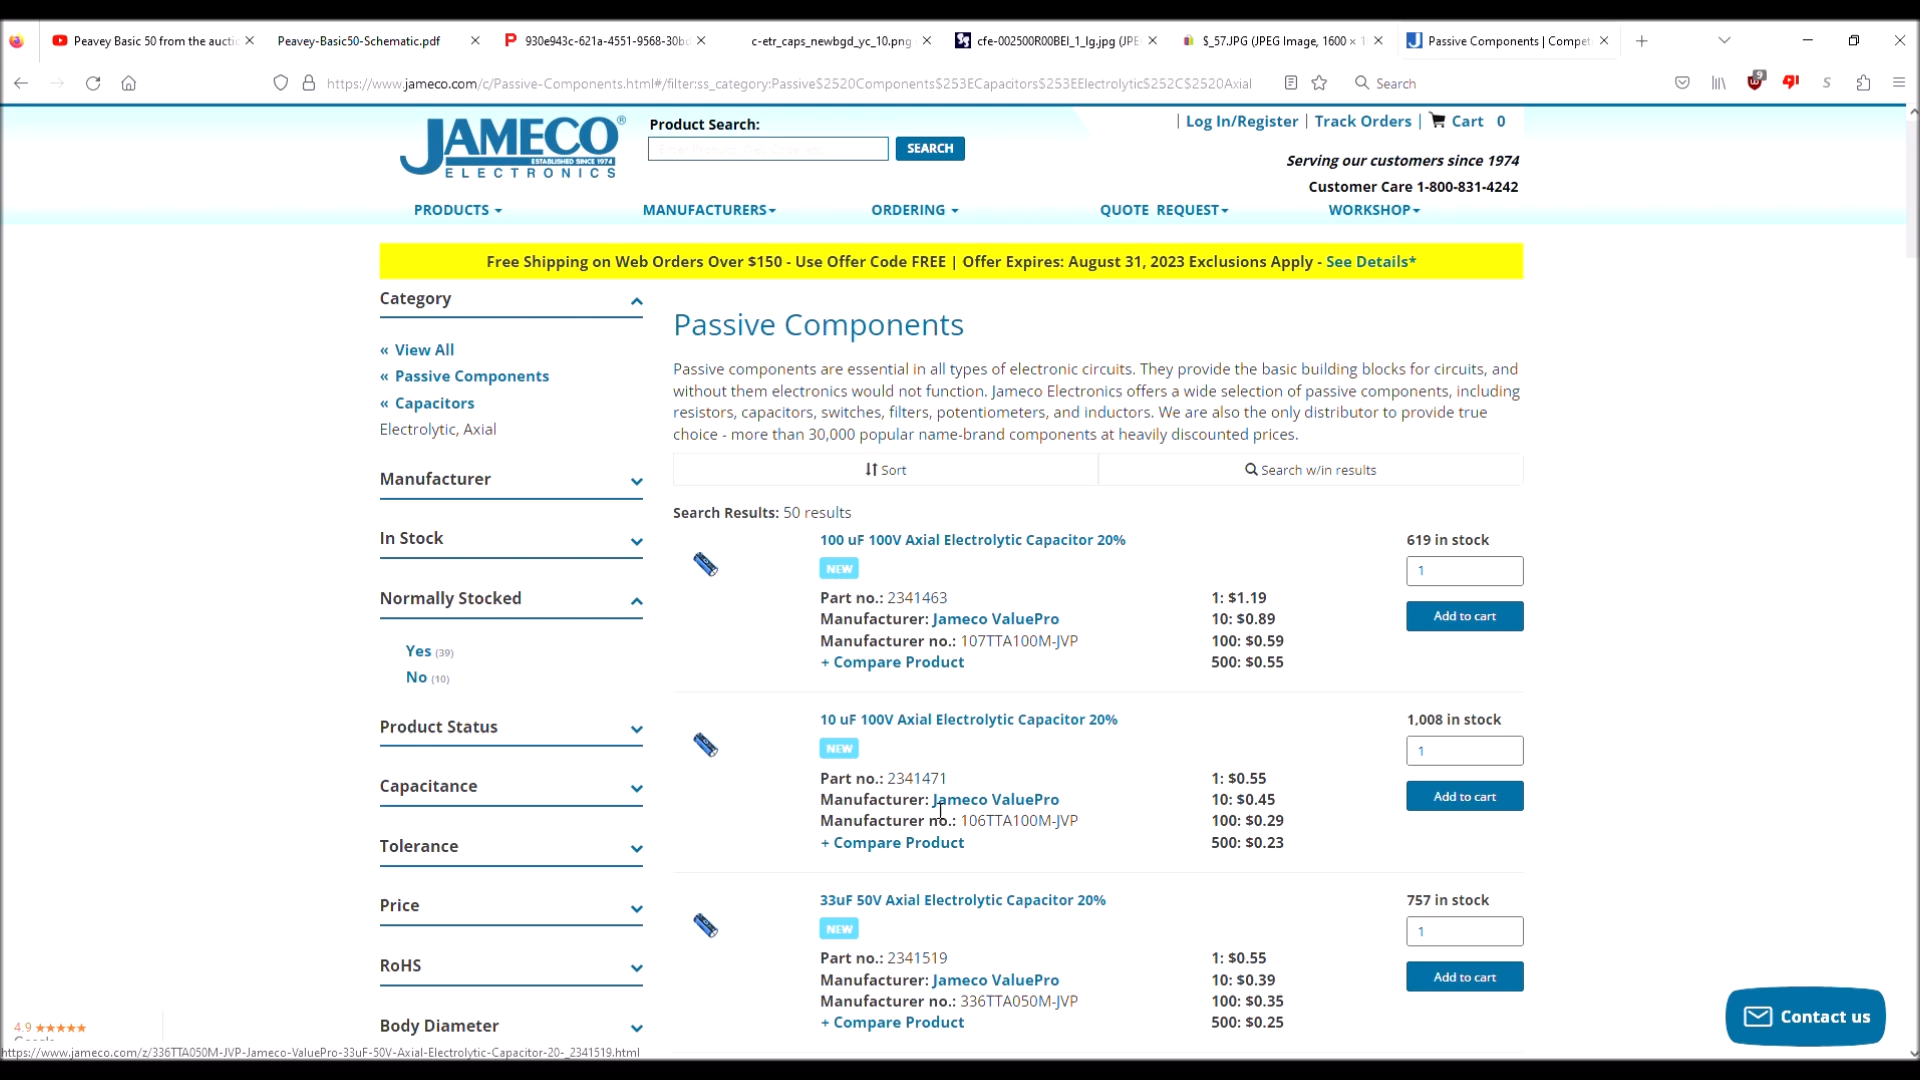 Peavey Basic 50 from the aucti
Peavey-Basic50-Schematic.pdf
930e943c-621a-4551-9568-30b
c-etr_caps_newbgd_yc_10.png
cfe-002500R00BEI_1_lg.jpg (JPE
$_57.JPG (JPEG Image, 1600 × 1
Passive Components | Compet
https://www.jameco.com/c/Passive-Components.html#/filter:ss_category:Passive$2520Components$253ECapacitors$253EElectrolytic$252C$2520Axial
Search
9
JAMECO®
ESTABLISHED SINCE 1974
ELECTRONICS
Product Search:
SEARCH
| Log In/Register | Track Orders | Cart 0
Serving our customers since 1974
Customer Care 1-800-831-4242
PRODUCTS MANUFACTURERS ORDERING QUOTE REQUEST WORKSHOP
Free Shipping on Web Orders Over $150 - Use Offer Code FREE | Offer Expires: August 31, 2023 Exclusions Apply - See Details*
Category
« View All
« Passive Components
« Capacitors
Electrolytic, Axial
Manufacturer
In Stock
Normally Stocked
Yes (39)
No (10)
Product Status
Capacitance
Tolerance
Price
RoHS
Body Diameter
Passive Components
Passive components are essential in all types of electronic circuits. They provide the basic building blocks for circuits, and
without them electronics would not function. Jameco Electronics offers a wide selection of passive components, including
resistors, capacitors, switches, filters, potentiometers, and inductors. We are also the only distributor to provide true
choice - more than 30,000 popular name-brand components at heavily discounted prices.
Sort
Search w/in results
Search Results: 50 results
100 uF 100V Axial Electrolytic Capacitor 20%
NEW
Part no.: 2341463
Manufacturer: Jameco ValuePro
Manufacturer no.: 107TTA100M-JVP
+ Compare Product
1: $1.19
10: $0.89
100: $0.59
500: $0.55
619 in stock
1
Add to cart
10 uF 100V Axial Electrolytic Capacitor 20%
NEW
Part no.: 2341471
Manufacturer: Jameco ValuePro
Manufacturer no.: 106TTA100M-JVP
+ Compare Product
1: $0.55
10: $0.45
100: $0.29
500: $0.23
1,008 in stock
1
Add to cart
33uF 50V Axial Electrolytic Capacitor 20%
NEW
Part no.: 2341519
Manufacturer: Jameco ValuePro
Manufacturer no.: 336TTA050M-JVP
+ Compare Product
1: $0.55
10: $0.39
100: $0.35
500: $0.25
757 in stock
1
Add to cart
Contact us
4.9 ★★★★★
https://www.jameco.com/z/336TTA050M-JVP-Jameco-ValuePro-33uF-50V-Axial-Electrolytic-Capacitor-20-_2341519.html